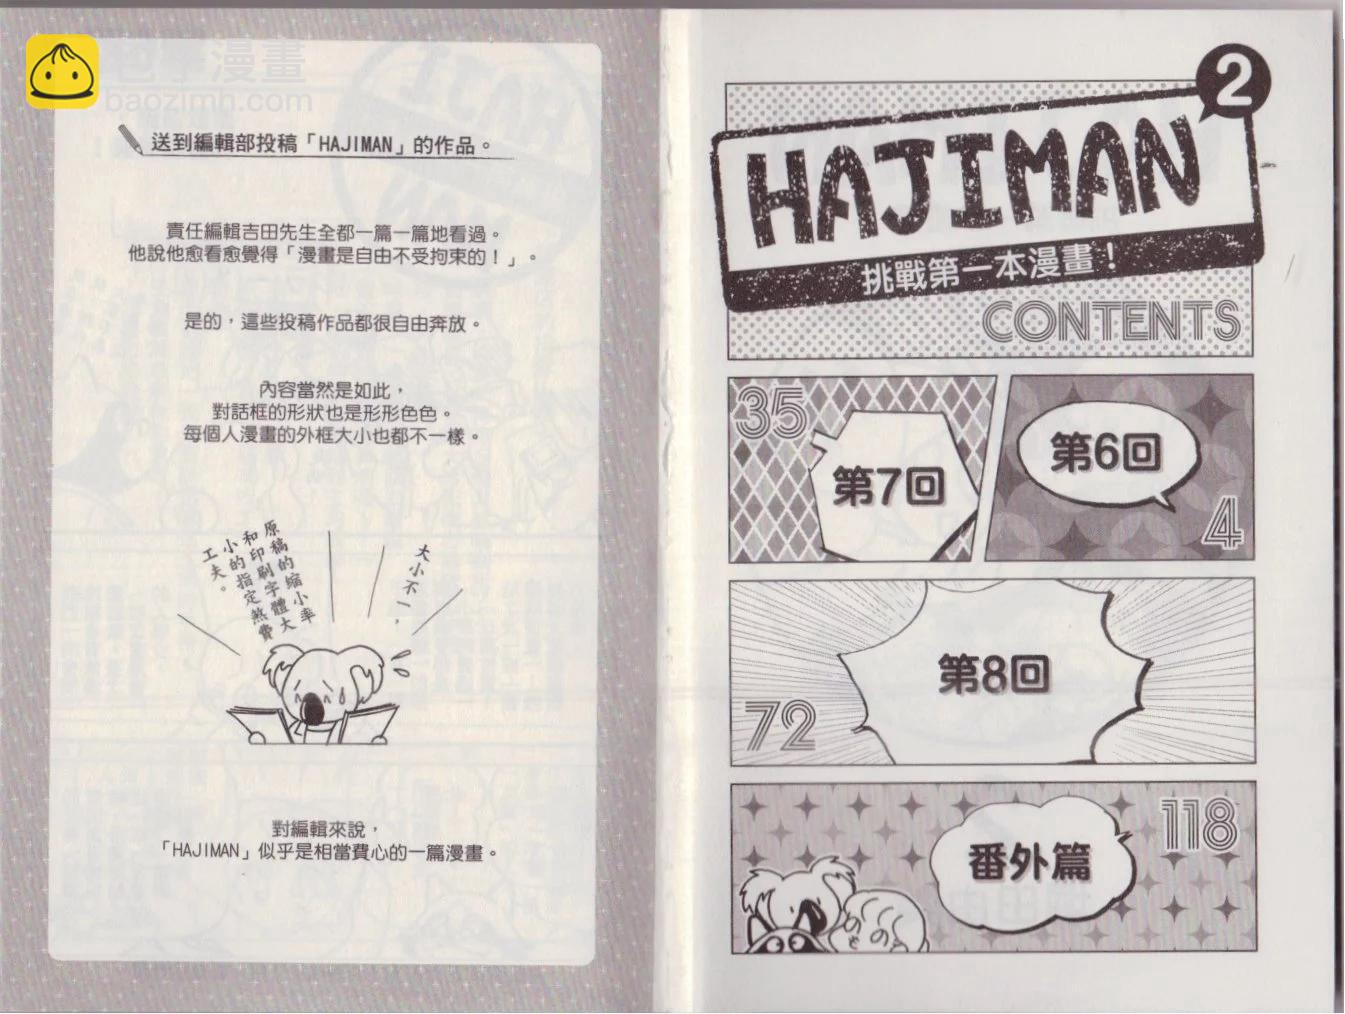 包子漫畫
baozimh.com
送到編輯部投稿「HAJIMAN」的作品。
責任編輯吉田先生全都一篇一篇地看過。
他說他愈看愈覺得「漫畫是自由不受拘束的！」。
是的，這些投稿作品都很自由奔放。
內容當然是如此，
對話框的形狀也是形形色色。
每個人漫畫的外框大小也都不一樣。
大小不一，
原稿的縮小率
和印刷字體大
小的指定煞費
工夫。
對編輯來說，
「HAJIMAN」似乎是相當費心的一篇漫畫。
2
HAJIMAN
挑戰第一本漫畫！
CONTENTS
第6回
4
第7回
35
第8回
72
番外篇
118